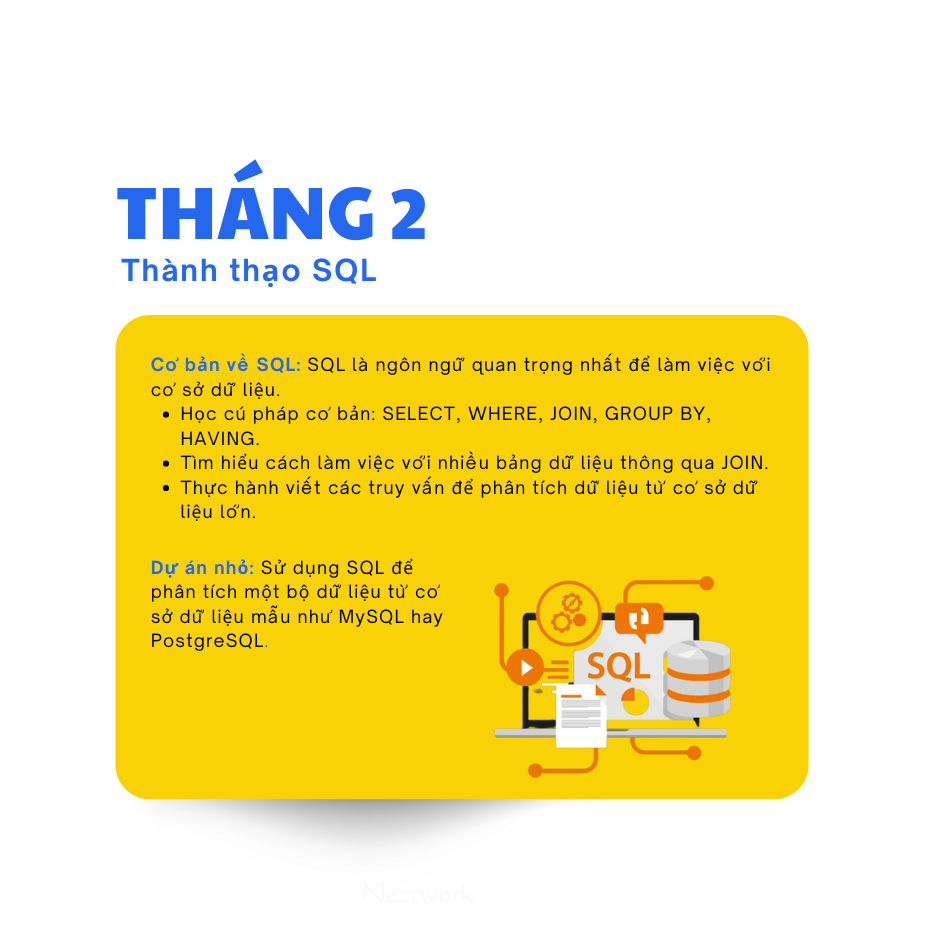 THÁNG 2
Thành thạo SQL
Cơ bản về SQL: SQL là ngôn ngữ quan trọng nhất để làm việc với
cơ sở dữ liệu.
• Học cú pháp cơ bản: SELECT, WHERE, JOIN, GROUP BY,
HAVING.
• Tìm hiểu cách làm việc với nhiều bảng dữ liệu thông qua JOIN.
• Thực hành viết các truy vấn để phân tích dữ liệu từ cơ sở dữ
liệu lớn.
Dự án nhỏ: Sử dụng SQL để
phân tích một bộ dữ liệu từ cơ
sở dữ liệu mẫu như MySQL hay
PostgreSQL.
SQL
Neztwork